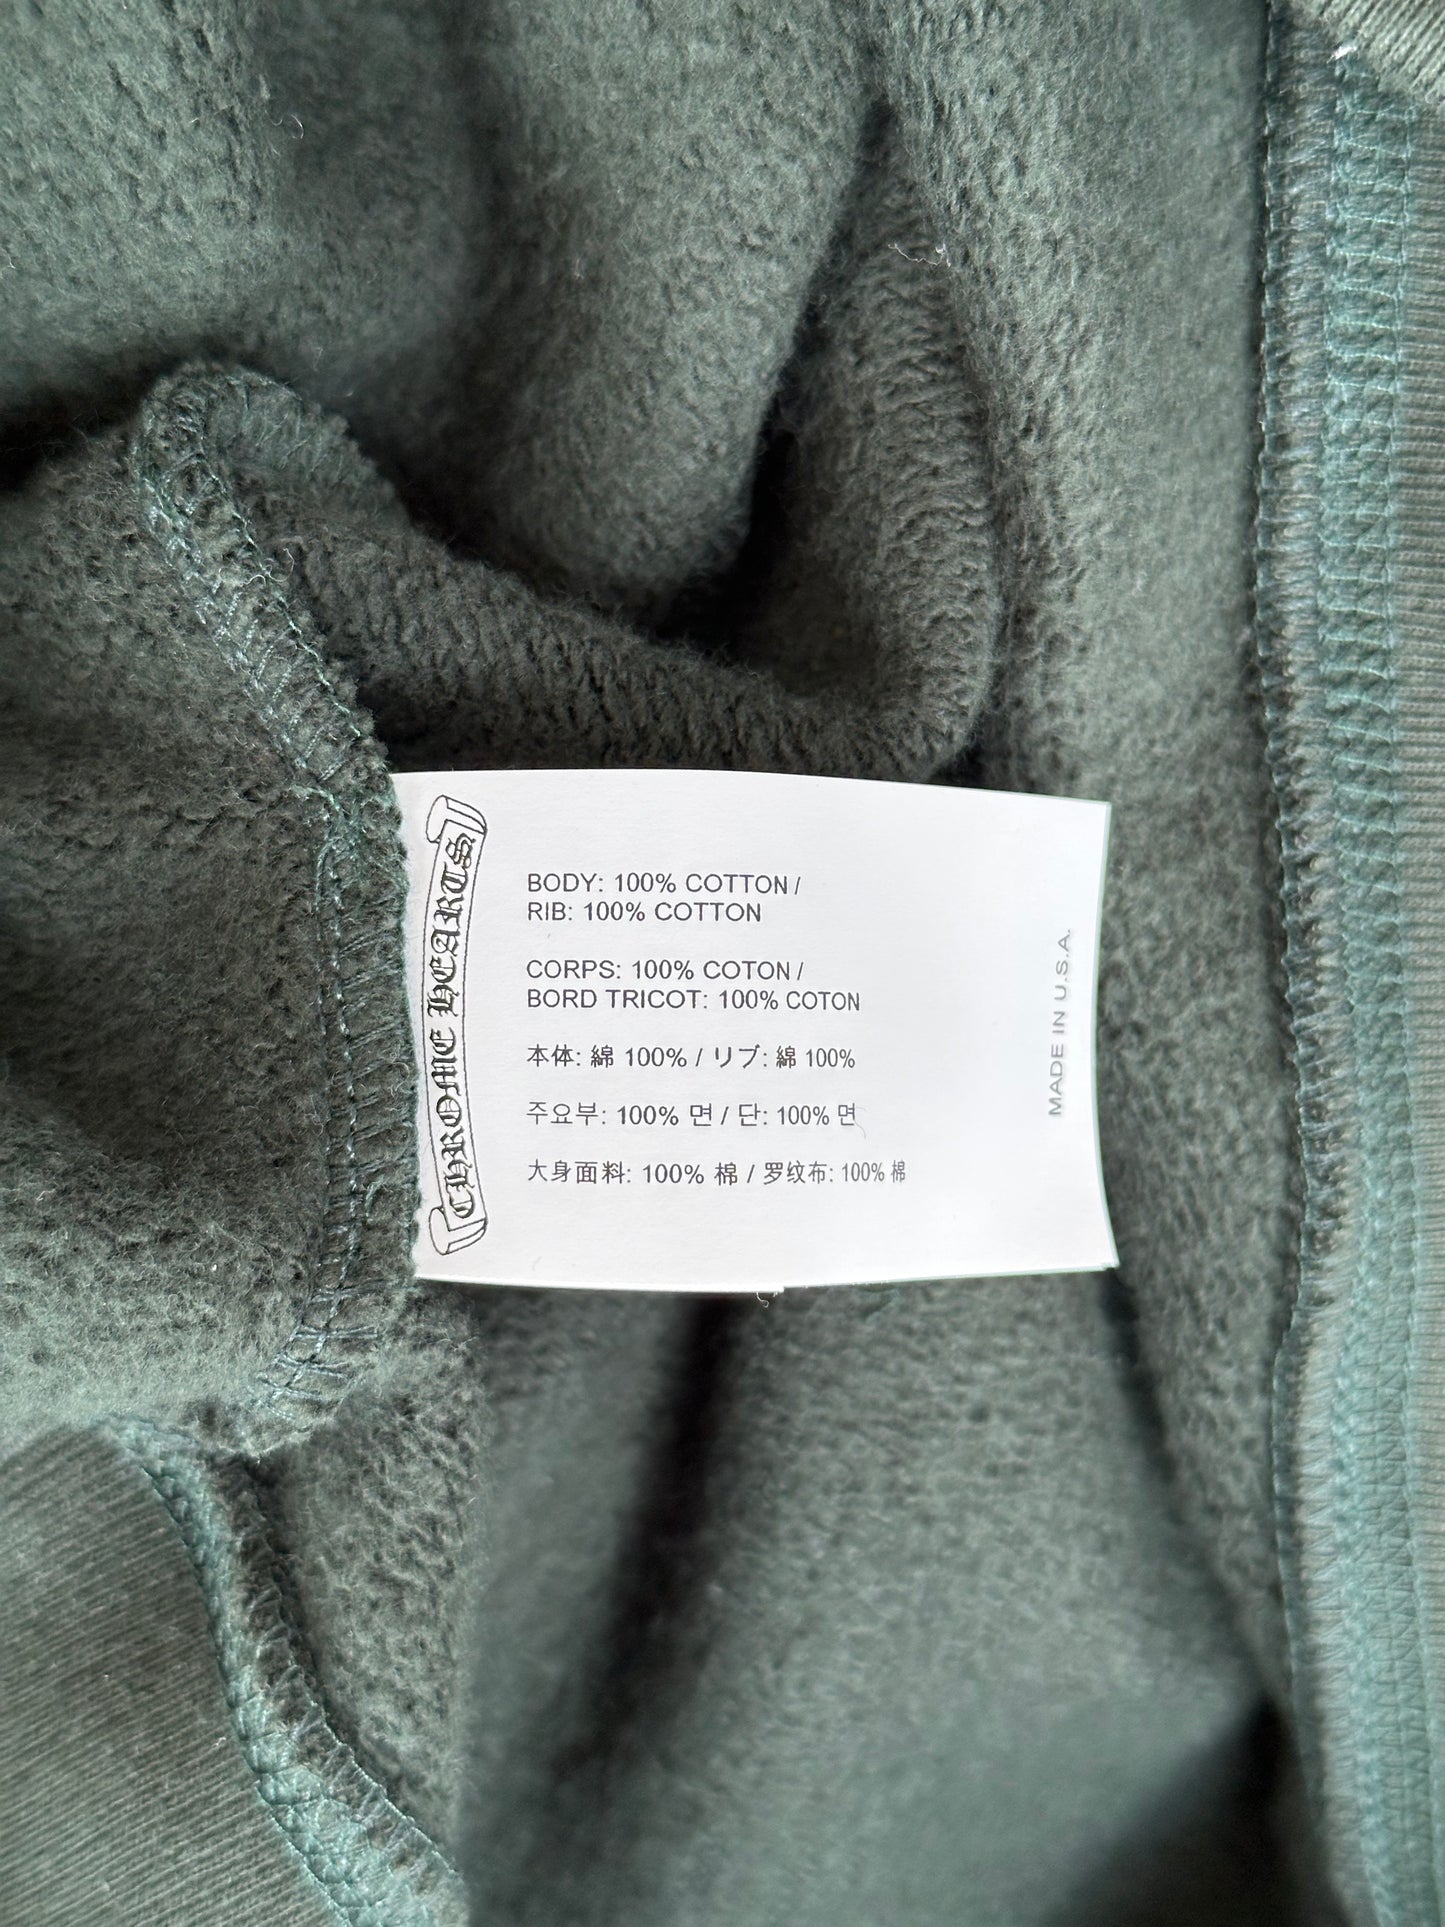 CHROME HEARTS
BODY: 100% COTTON /
RIB: 100% COTTON
CORPS: 100% COTON /
BORD TRICOT: 100% COTON
本体: 綿 100% / リブ: 綿 100%
주요부: 100% 면 / 단: 100% 면
大身面料: 100% 棉 / 罗纹布: 100% 棉
MADE IN U.S.A.